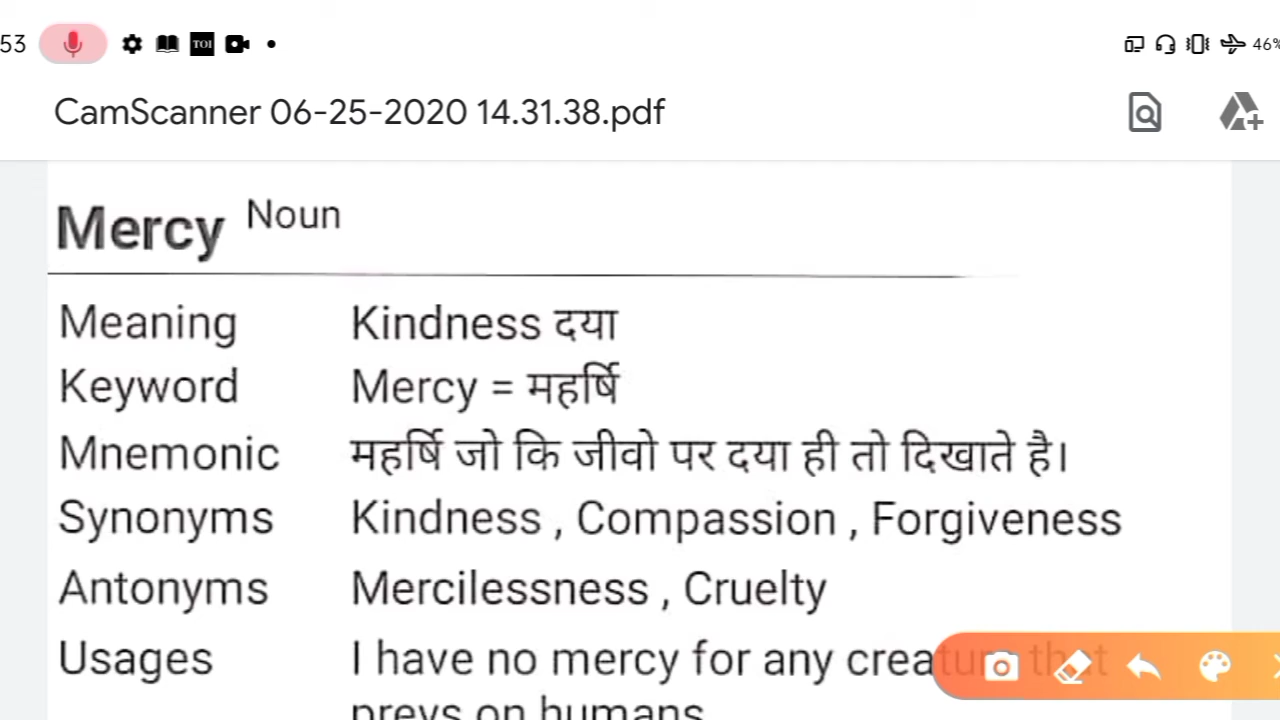 53 TOI 46%
CamScanner 06-25-2020 14.31.38.pdf
Mercy Noun
Meaning Kindness दया
Keyword Mercy = महर्षि
Mnemonic महर्षि जो कि जीवो पर दया ही तो दिखाते है।
Synonyms Kindness , Compassion , Forgiveness
Antonyms Mercilessness , Cruelty
Usages I have no mercy for any creature that
preys on humans